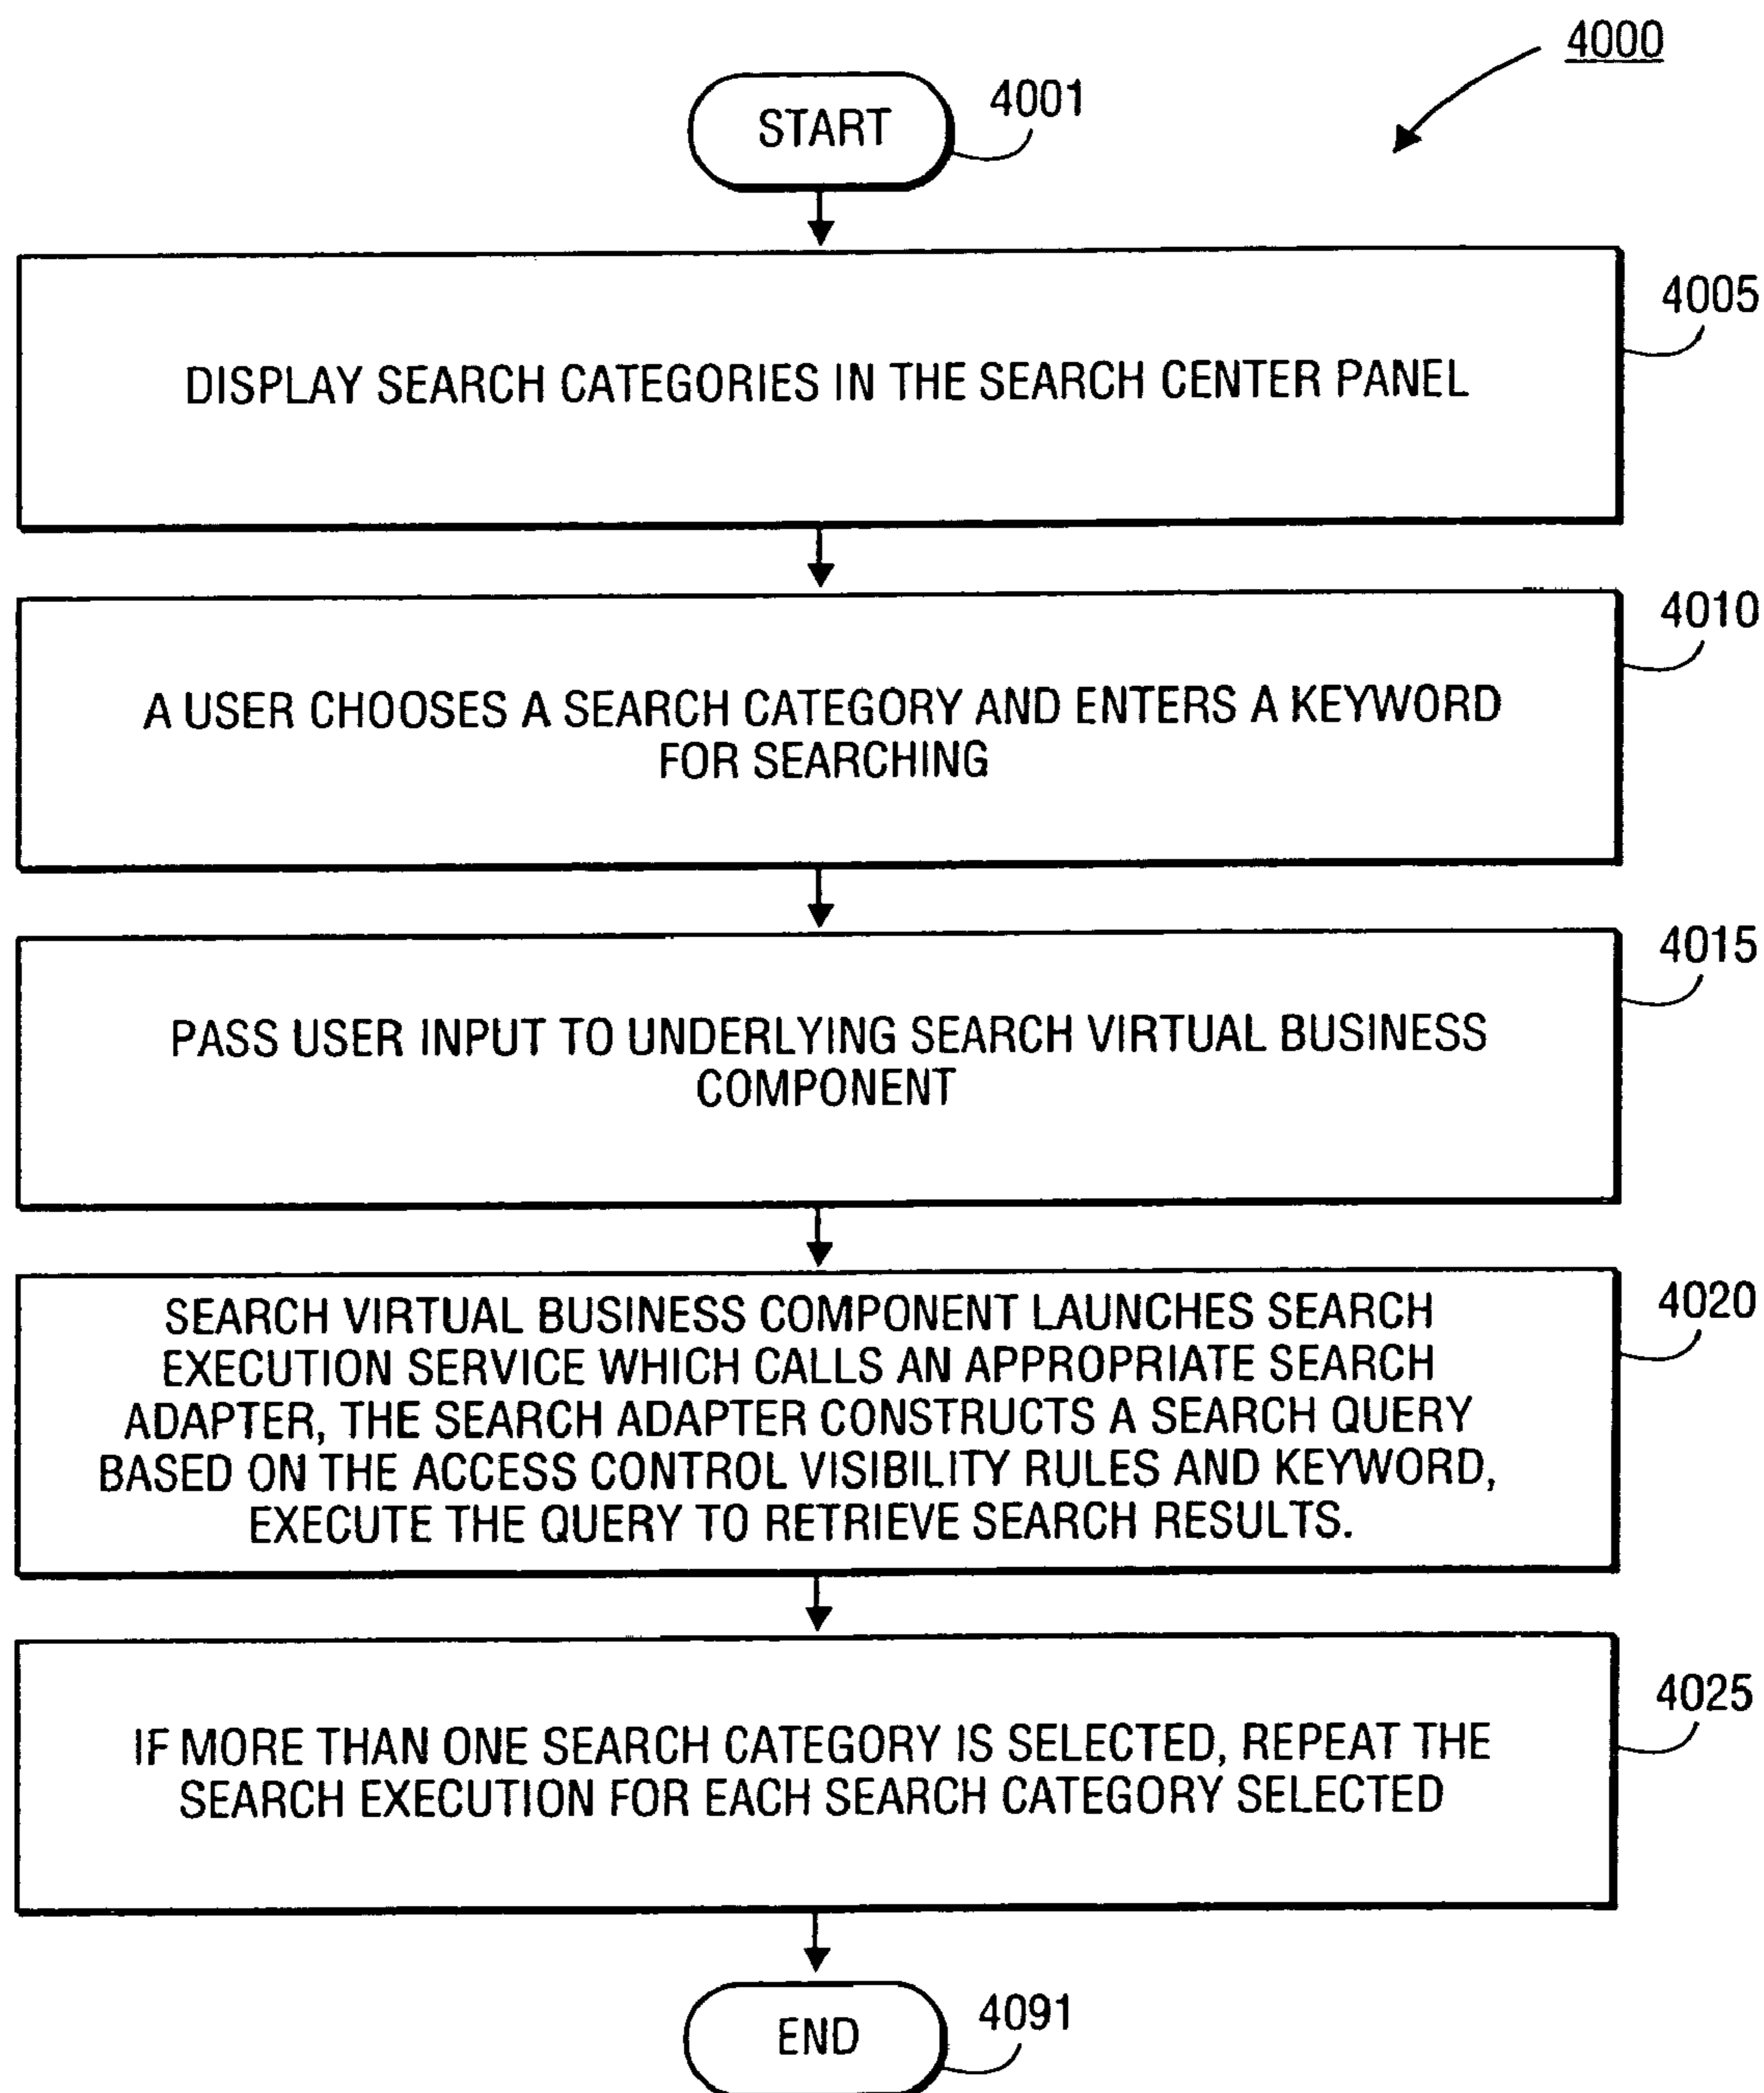 4000
START
4001
4005
DISPLAY SEARCH CATEGORIES IN THE SEARCH CENTER PANEL
4010
A USER CHOOSES A SEARCH CATEGORY AND ENTERS A KEYWORD
FOR SEARCHING
4015
PASS USER INPUT TO UNDERLYING SEARCH VIRTUAL BUSINESS
COMPONENT
4020
SEARCH VIRTUAL BUSINESS COMPONENT LAUNCHES SEARCH
EXECUTION SERVICE WHICH CALLS AN APPROPRIATE SEARCH
ADAPTER, THE SEARCH ADAPTER CONSTRUCTS A SEARCH QUERY
BASED ON THE ACCESS CONTROL VISIBILITY RULES AND KEYWORD,
EXECUTE THE QUERY TO RETRIEVE SEARCH RESULTS.
4025
IF MORE THAN ONE SEARCH CATEGORY IS SELECTED, REPEAT THE
SEARCH EXECUTION FOR EACH SEARCH CATEGORY SELECTED
END
4091